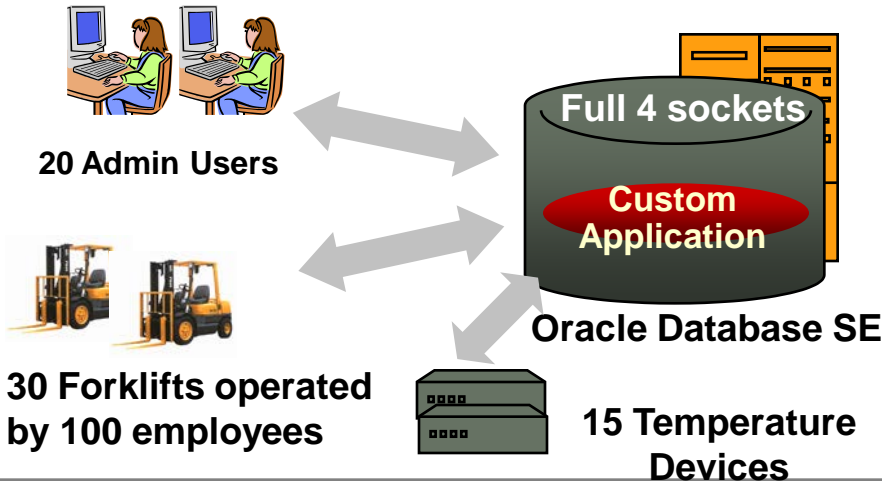 Full 4 sockets
20 Admin Users
Custom
Application
Oracle Database SE
30 Forklifts operated
by 100 employees
15 Temperature
Devices